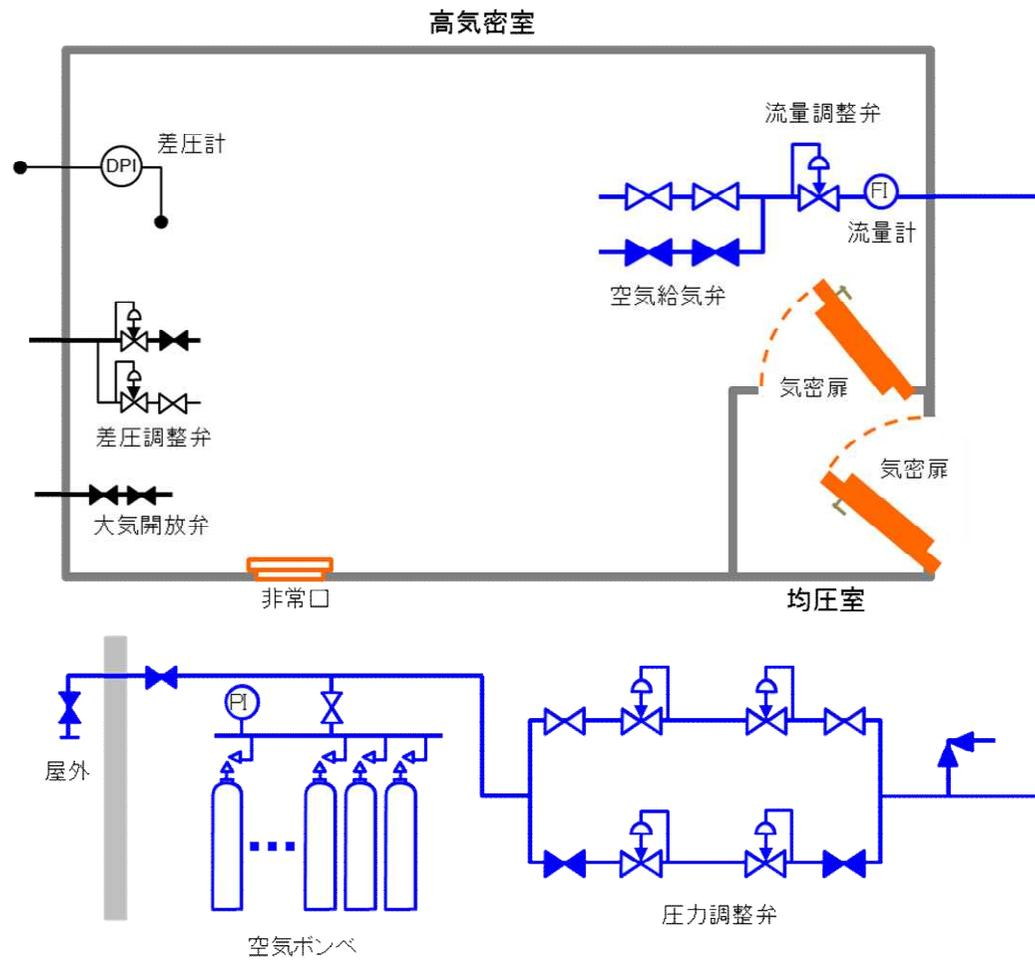 高気密室
流量調整弁
差圧計
DPI
FI
流量計
空気給気弁
気密扉
差圧調整弁
気密扉
大気開放弁
非常口
均圧室
PI
屋外
圧力調整弁
空気ボンベ